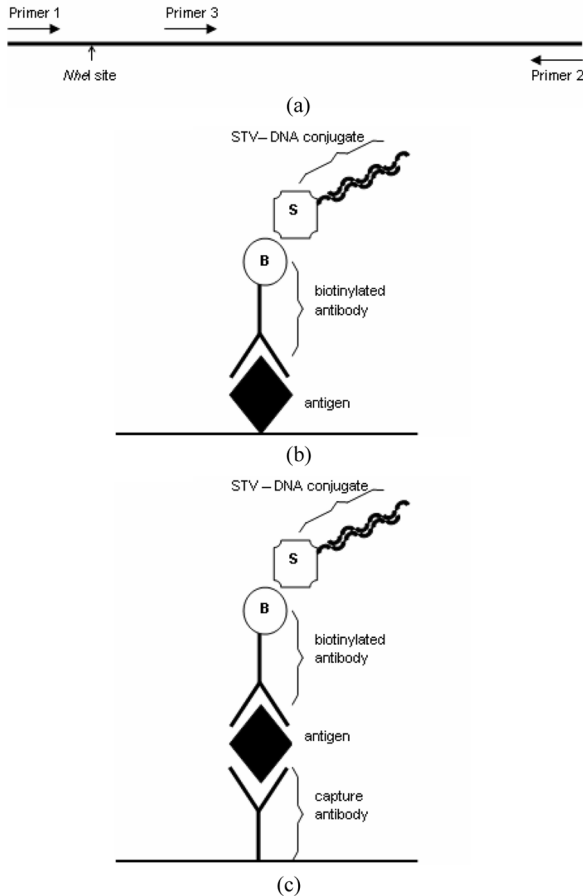 Primer 1
Primer 3
NheI site
Primer 2
(a)
STV – DNA conjugate
S
B
biotinylated
antibody
antigen
(b)
STV – DNA conjugate
S
B
biotinylated
antibody
antigen
capture
antibody
(c)